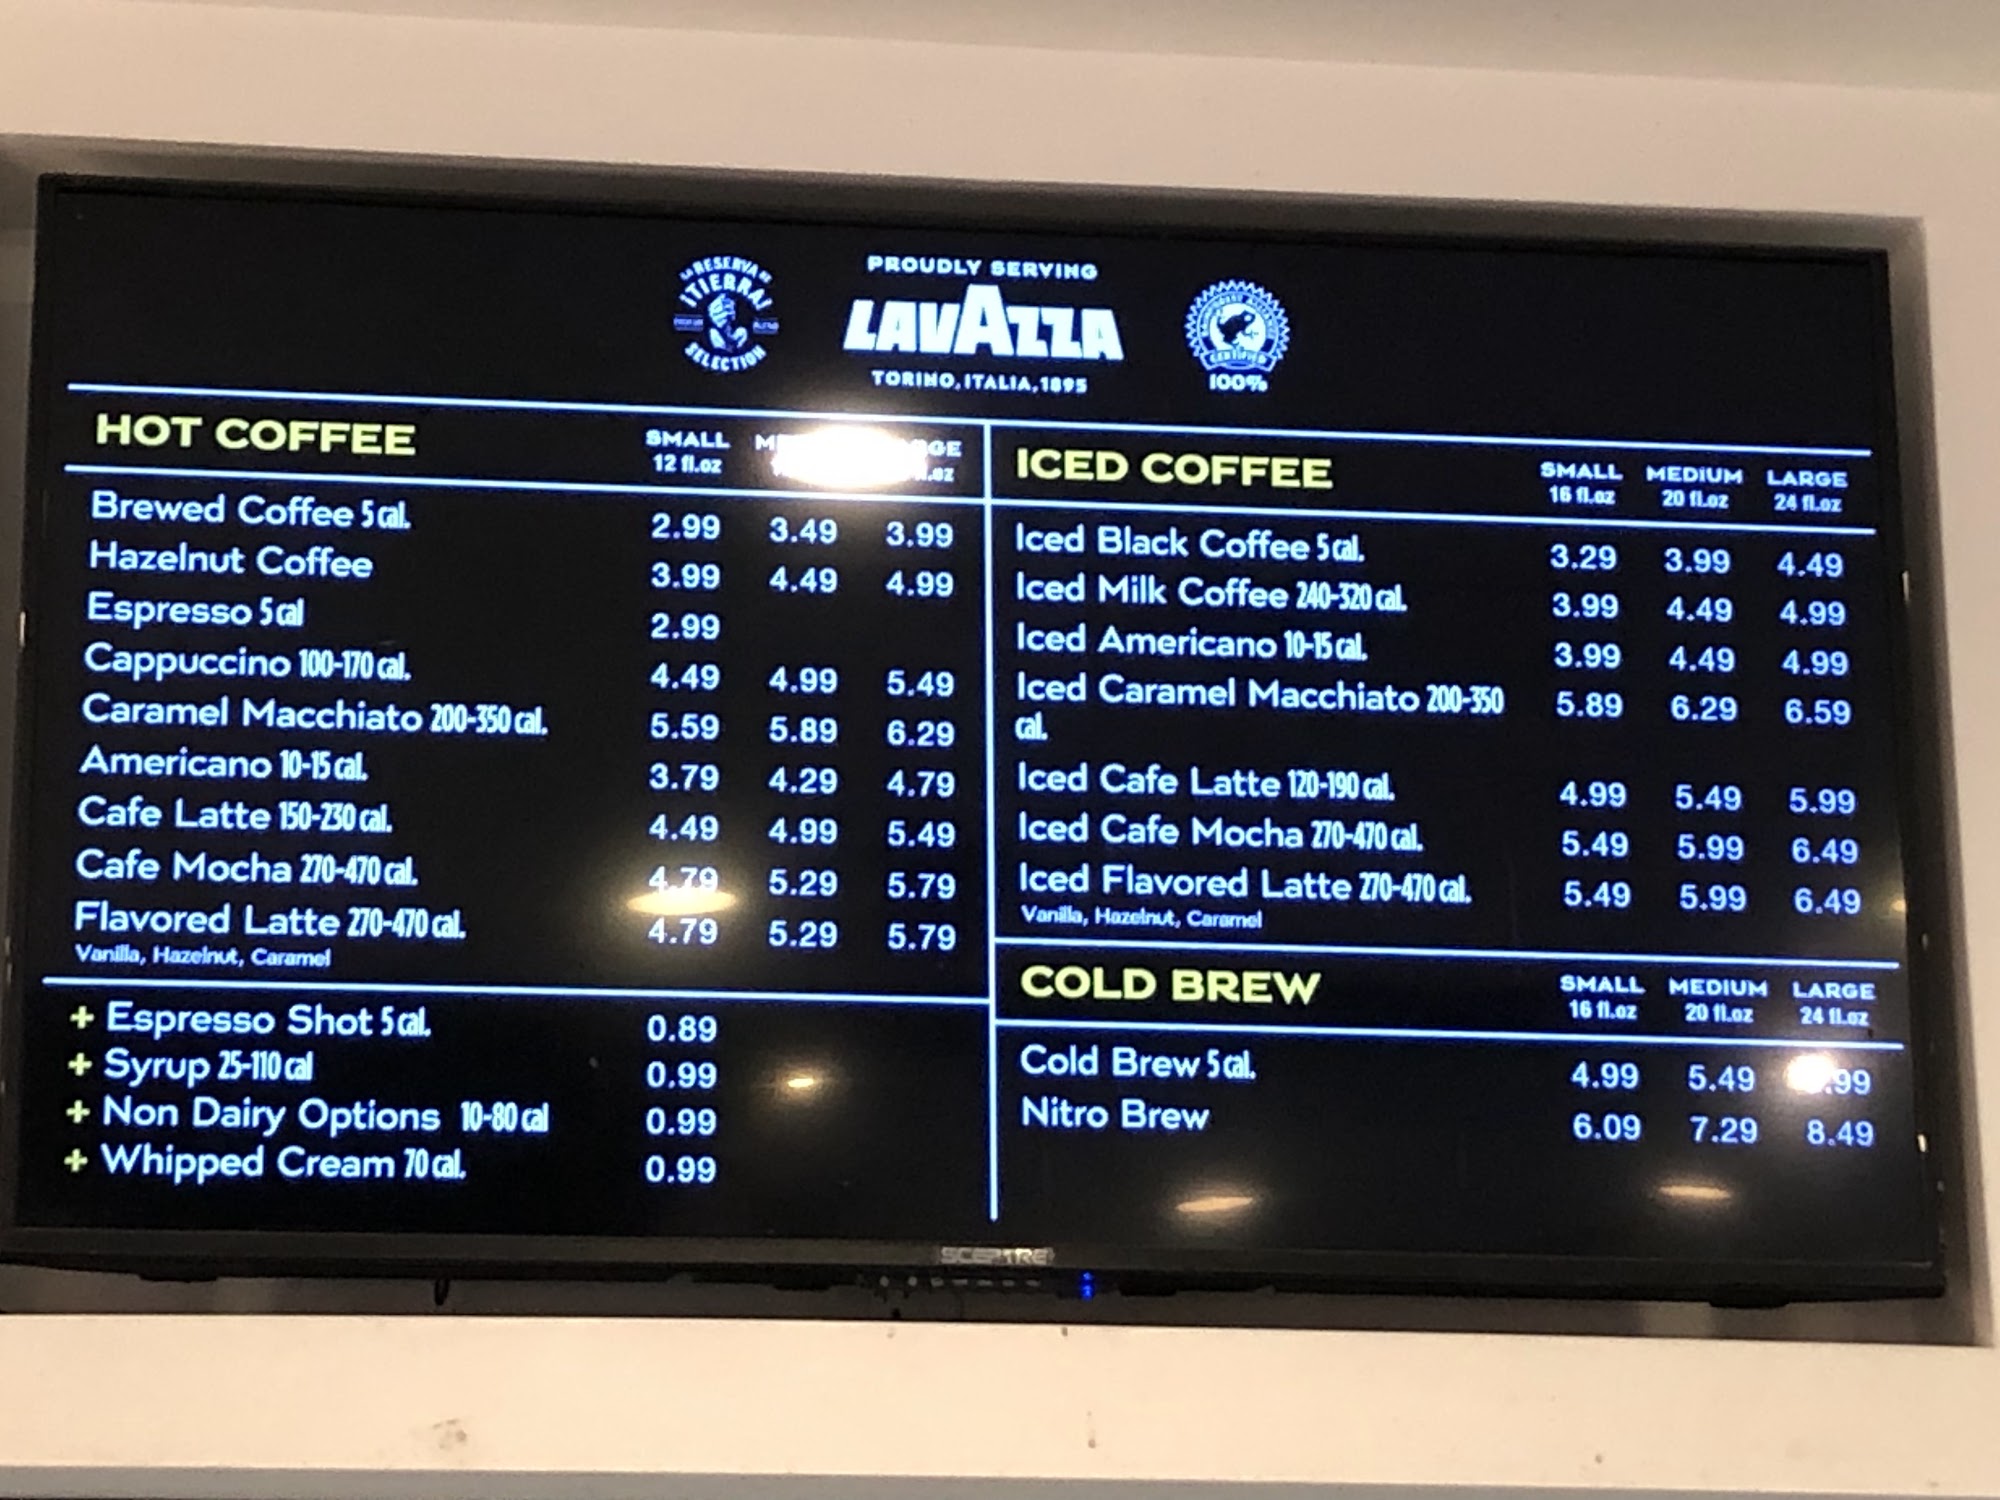 LA RESERVA DE
¡TIERRA!
SELECTION
PROUDLY SERVING
LAVAZZA
TORINO, ITALIA, 1895
CERTIFIED
100%
HOT COFFEE SMALL
12 fl.oz
Brewed Coffee 5 cal. 2.99 3.49 3.99
Hazelnut Coffee 3.99 4.49 4.99
Espresso 5 cal 2.99
Cappuccino 100-170 cal. 4.49 4.99 5.49
Caramel Macchiato 200-350 cal. 5.59 5.89 6.29
Americano 10-15 cal. 3.79 4.29 4.79
Cafe Latte 150-230 cal. 4.49 4.99 5.49
Cafe Mocha 270-470 cal. 4.79 5.29 5.79
Flavored Latte 270-470 cal. 4.79 5.29 5.79
Vanilla, Hazelnut, Caramel
+ Espresso Shot 5 cal. 0.89
+ Syrup 25-110 cal 0.99
+ Non Dairy Options 10-80 cal 0.99
+ Whipped Cream 70 cal. 0.99
ICED COFFEE SMALL MEDIUM LARGE
16 fl.oz 20 fl.oz 24 fl.oz
Iced Black Coffee 5 cal. 3.29 3.99 4.49
Iced Milk Coffee 240-320 cal. 3.99 4.49 4.99
Iced Americano 10-15 cal. 3.99 4.49 4.99
Iced Caramel Macchiato 200-350 5.89 6.29 6.59
cal.
Iced Cafe Latte 120-190 cal. 4.99 5.49 5.99
Iced Cafe Mocha 270-470 cal. 5.49 5.99 6.49
Iced Flavored Latte 270-470 cal. 5.49 5.99 6.49
Vanilla, Hazelnut, Caramel
COLD BREW SMALL MEDIUM LARGE
16 fl.oz 20 fl.oz 24 fl.oz
Cold Brew 5 cal. 4.99 5.49
Nitro Brew 6.09 7.29 8.49
SCEPTRE